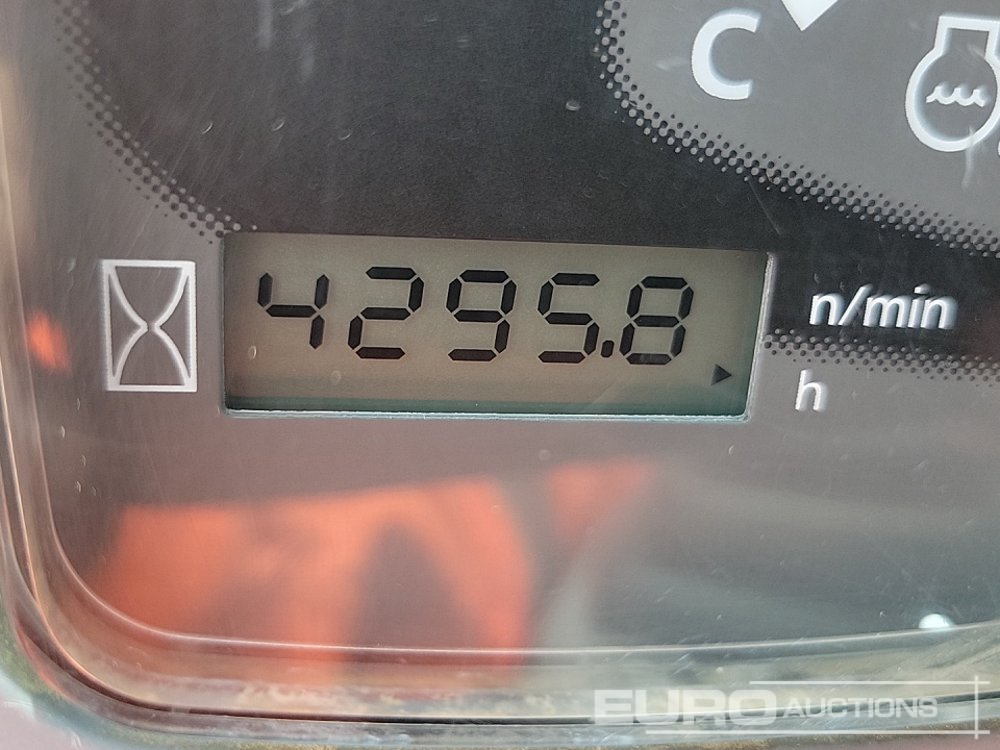 C
4295.8
n/min
h
EURO AUCTIONS